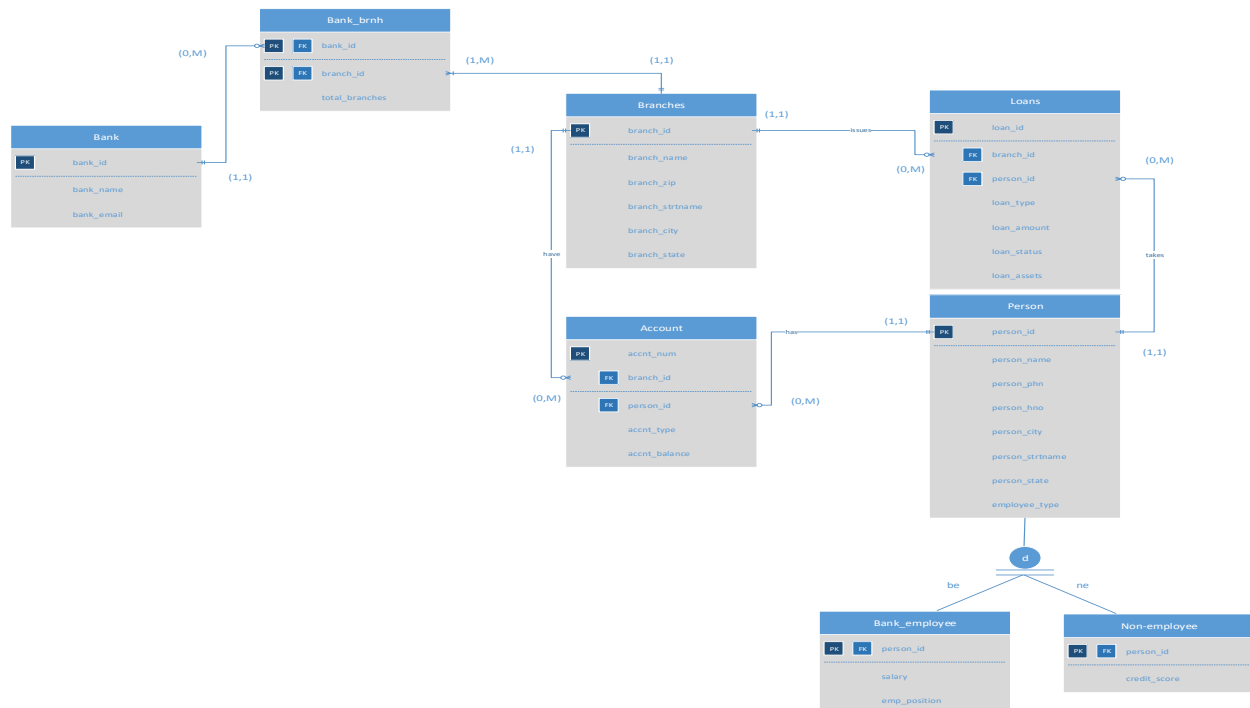 Bank_brnh
PK FK bank_id
PK FK branch_id
total_branches
(0,M)
(1,M)
(1,1)
Bank
PK bank_id
bank_name
bank_email
(1,1)
Branches
PK branch_id
branch_name
branch_zip
branch_strtname
branch_city
branch_state
(1,1)
issues
(0,M)
(1,1)
have
Loans
PK loan_id
FK branch_id
FK person_id
loan_type
loan_amount
loan_status
loan_assets
(0,M)
takes
(1,1)
Account
PK accnt_num
FK branch_id
FK person_id
accnt_type
accnt_balance
(0,M)
(0,M)
has
(1,1)
Person
PK person_id
person_name
person_phn
person_hno
person_city
person_strtname
person_state
employee_type
d
be
ne
Bank_employee
PK FK person_id
salary
emp_position
Non-employee
PK FK person_id
credit_score